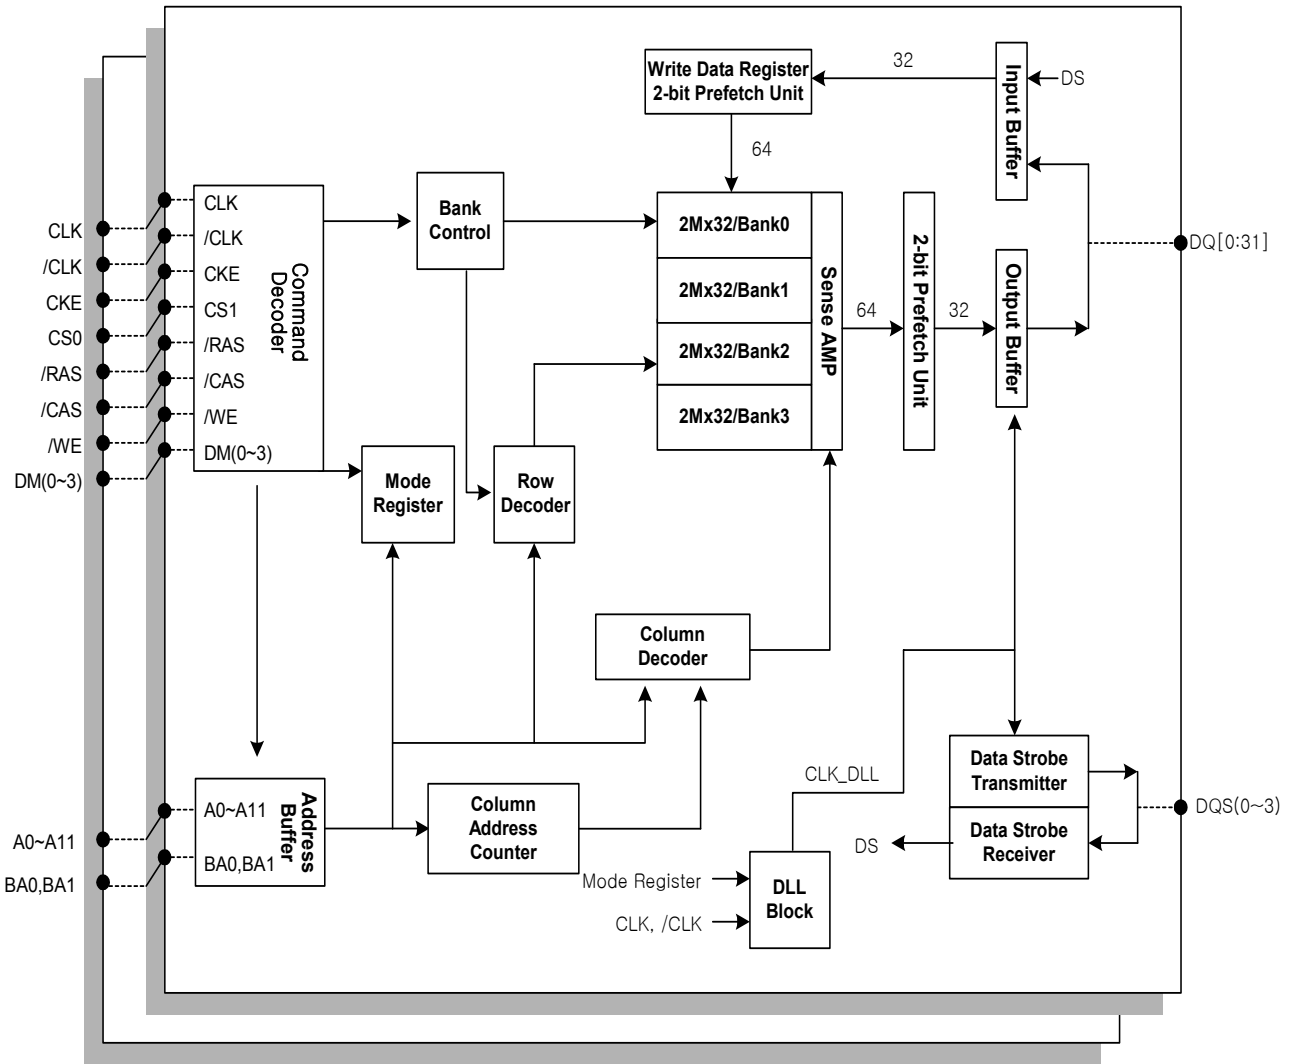 Write Data Register
2-bit Prefetch Unit
32
Input Buffer
DS
64
CLK
/CLK
CKE
CS0
/RAS
/CAS
/WE
DM(0~3)
CLK
/CLK
CKE
CS1
/RAS
/CAS
/WE
DM(0~3)
Command
Decoder
Bank
Control
2Mx32/Bank0
2Mx32/Bank1
2Mx32/Bank2
2Mx32/Bank3
Sense AMP
64
2-bit Prefetch Unit
32
Output Buffer
DQ[0:31]
Mode
Register
Row
Decoder
Column
Decoder
A0~A11
BA0,BA1
A0~A11
BA0,BA1
Address
Buffer
Column
Address
Counter
CLK_DLL
Mode Register
CLK, /CLK
DLL
Block
Data Strobe
Transmitter
Data Strobe
Receiver
DS
DQS(0~3)